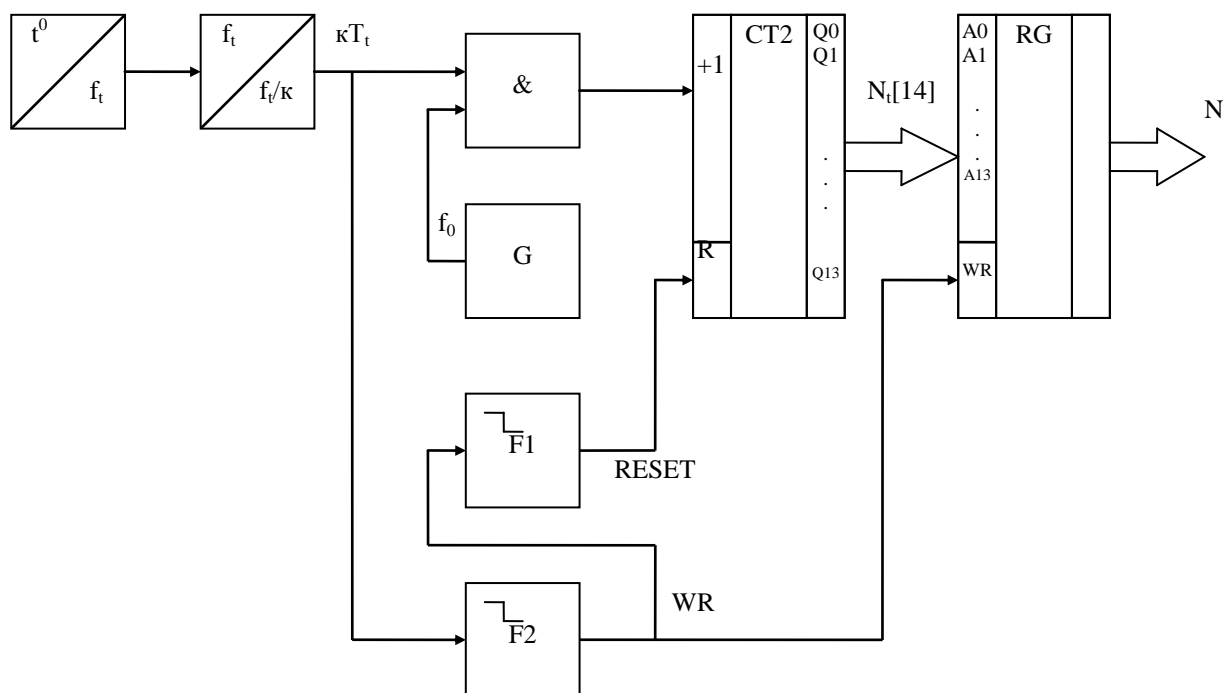 t⁰
fₜ
fₜ
fₜ/к
кTₜ
&
f₀
G
+1
R
CT2
Q0
Q1
.
.
.
Q13
Nₜ[14]
A0
A1
.
.
.
A13
WR
RG
N
F1
RESET
F2
WR